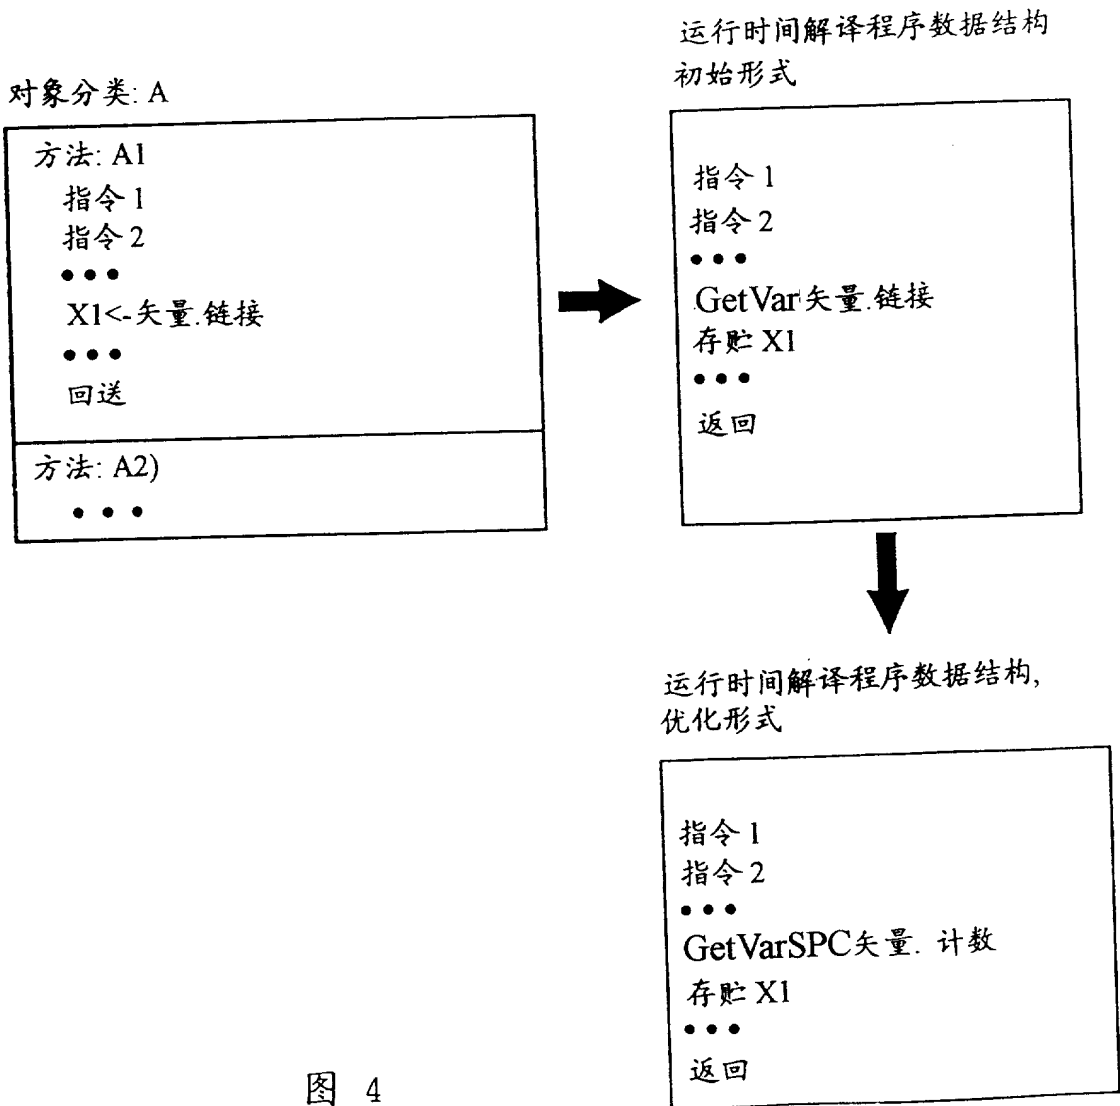 对象分类: A
方法: A1
指令 1
指令 2
•••
X1<-矢量.链接
•••
回送
方法: A2)
•••
运行时间解译程序数据结构
初始形式
指令 1
指令 2
•••
GetVar矢量.链接
存贮 X1
•••
返回
运行时间解译程序数据结构,
优化形式
指令 1
指令 2
•••
GetVarSPC矢量. 计数
存贮 X1
•••
返回
图 4